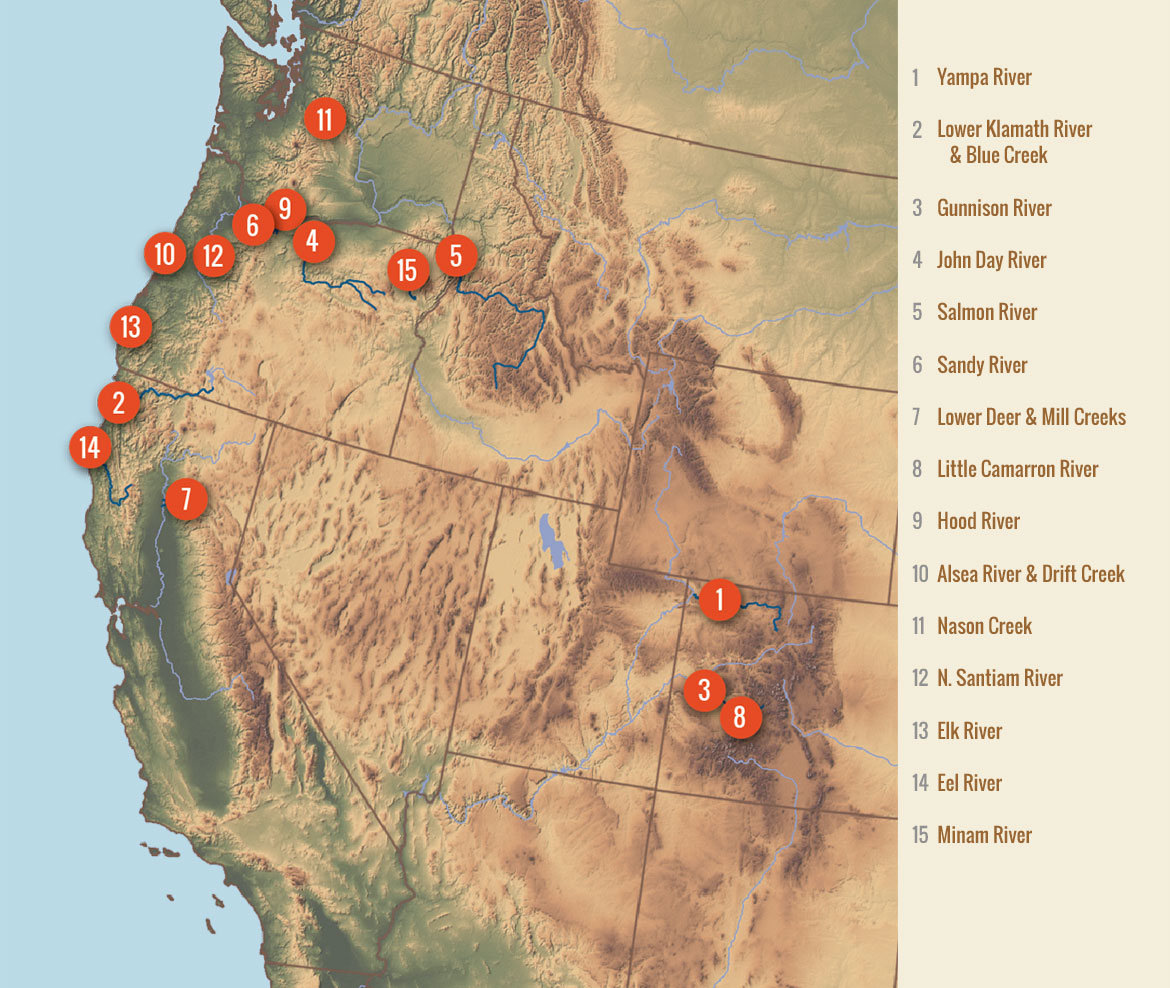 11
9
6
4
10
12
5
15
13
2
14
7
1
3
8
1 Yampa River
2 Lower Klamath River
& Blue Creek
3 Gunnison River
4 John Day River
5 Salmon River
6 Sandy River
7 Lower Deer & Mill Creeks
8 Little Camarron River
9 Hood River
10 Alsea River & Drift Creek
11 Nason Creek
12 N. Santiam River
13 Elk River
14 Eel River
15 Minam River